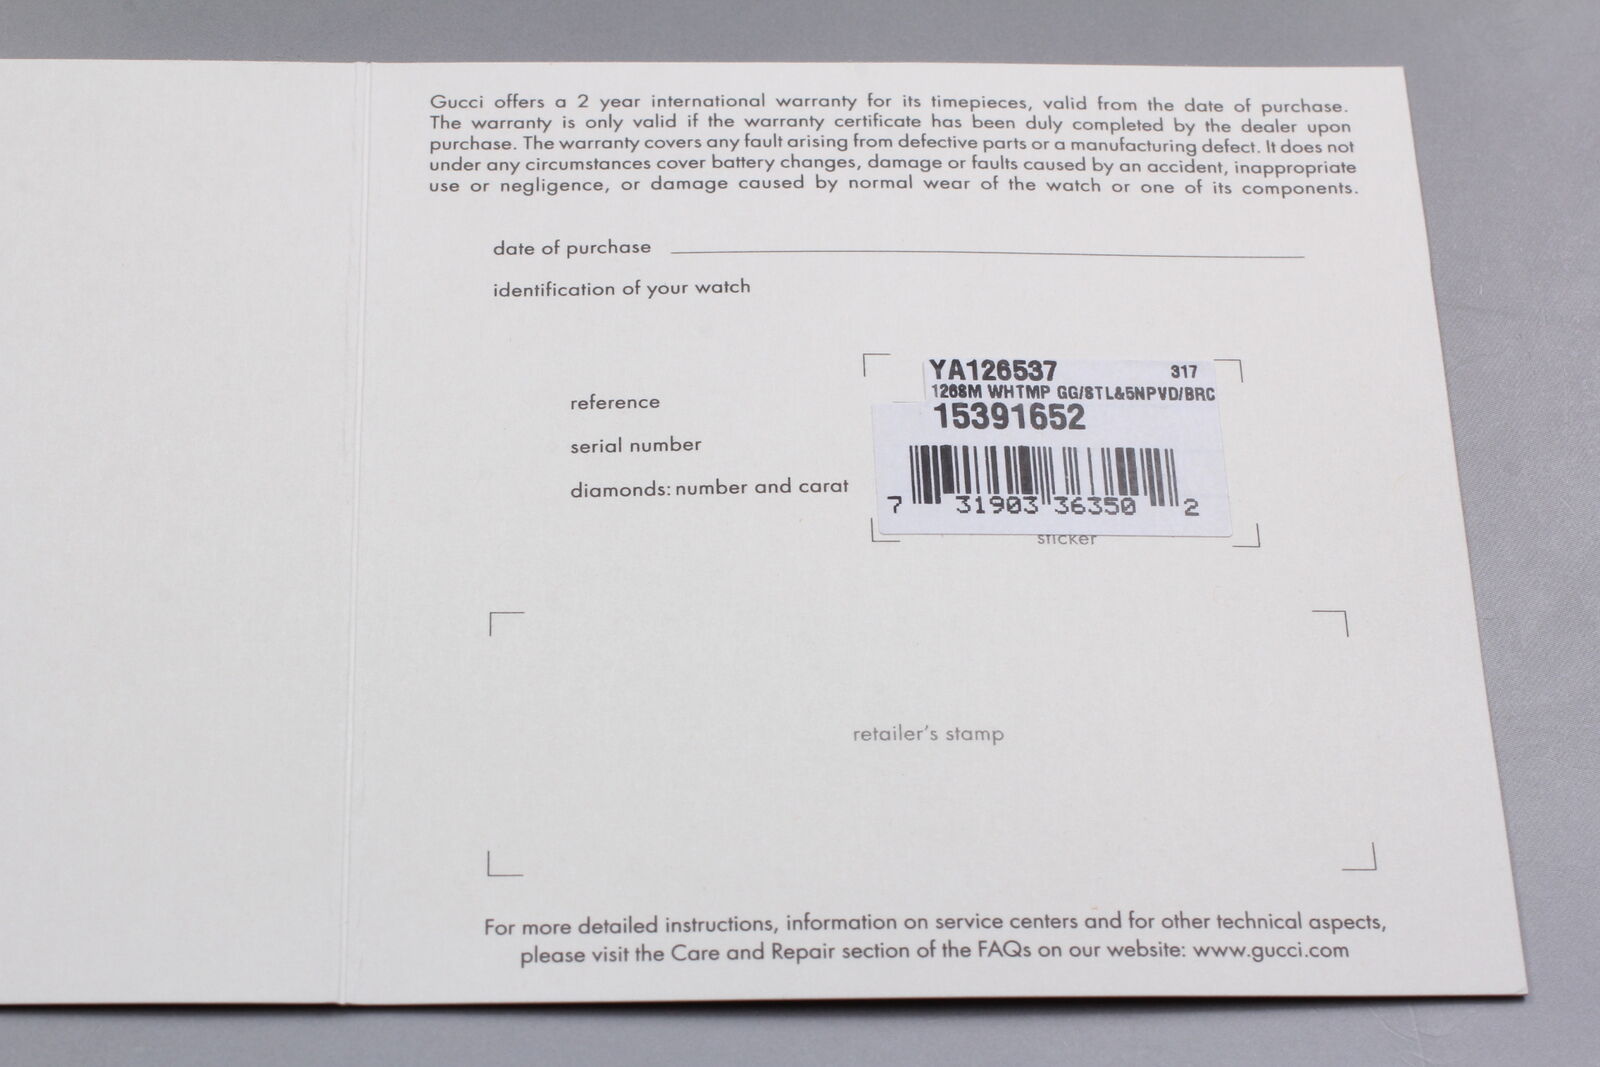 Gucci offers a 2 year international warranty for its timepieces, valid from the date of purchase.
The warranty is only valid if the warranty certificate has been duly completed by the dealer upon
purchase. The warranty covers any fault arising from defective parts or a manufacturing defect. It does not
under any circumstances cover battery changes, damage or faults caused by an accident, inappropriate
use or negligence, or damage caused by normal wear of the watch or one of its components.
date of purchase
identification of your watch
YA126537 317
126SM WHTMP GG/STL&5NPVD/BRC
reference
15391652
serial number
diamonds: number and carat
7 31903 36350 2
sticker
retailer's stamp
For more detailed instructions, information on service centers and for other technical aspects,
please visit the Care and Repair section of the FAQs on our website: www.gucci.com